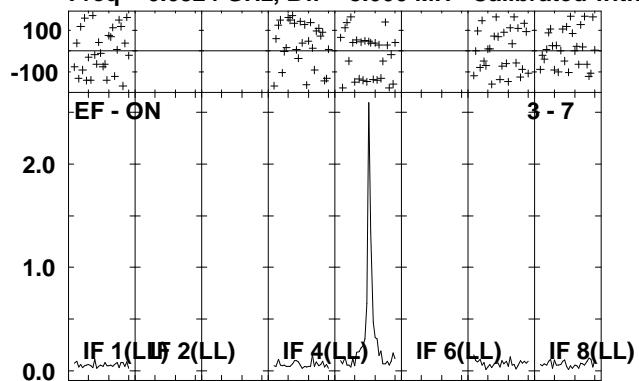 100
-100
EF - ON 3 - 7
2.0
1.0
IF 1(LL) IF 2(LL) IF 4(LL) IF 6(LL) IF 8(LL)
0.0